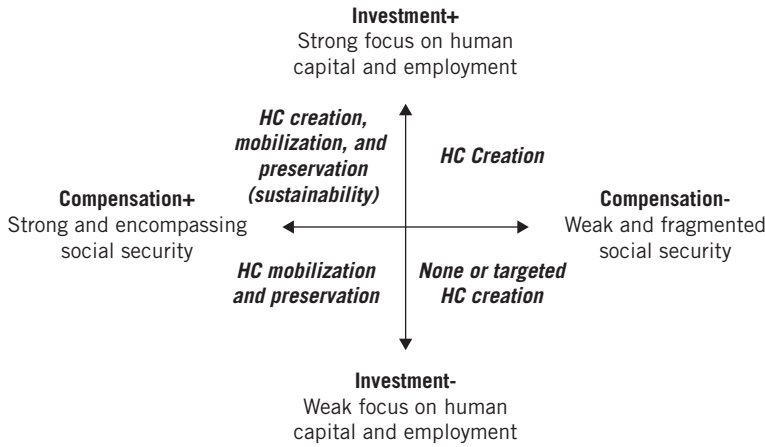 Investment+
Strong focus on human
capital and employment
HC creation,
mobilization, and
preservation
(sustainability)
HC Creation
Compensation+
Strong and encompassing
social security
Compensation-
Weak and fragmented
social security
HC mobilization
and preservation
None or targeted
HC creation
Investment-
Weak focus on human
capital and employment